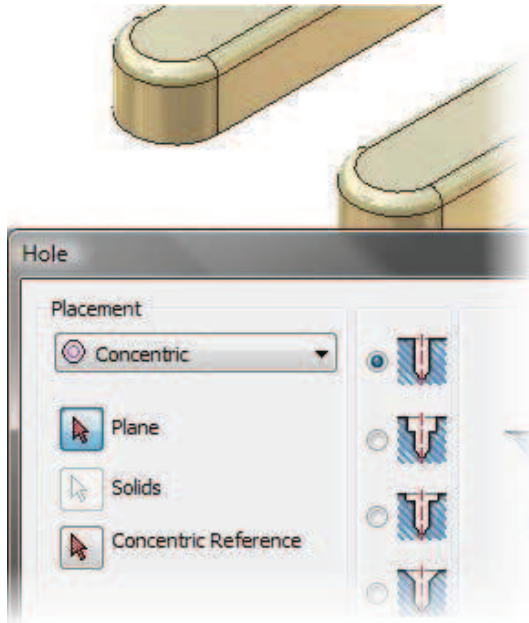 Hole
Placement
Concentric
Plane
Solids
Concentric Reference